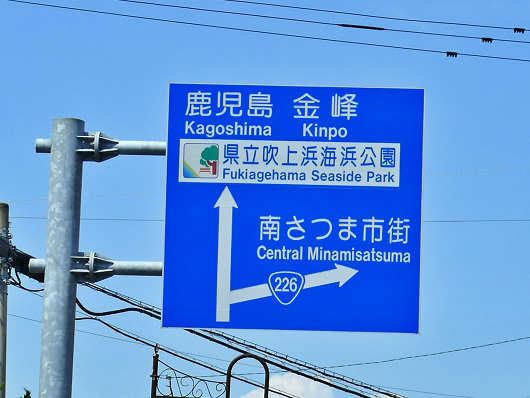 鹿児島 金峰
Kagoshima Kinpo
県立吹上浜海浜公園
Fukiagehama Seaside Park
南さつま市街
Central Minamisatsuma
226